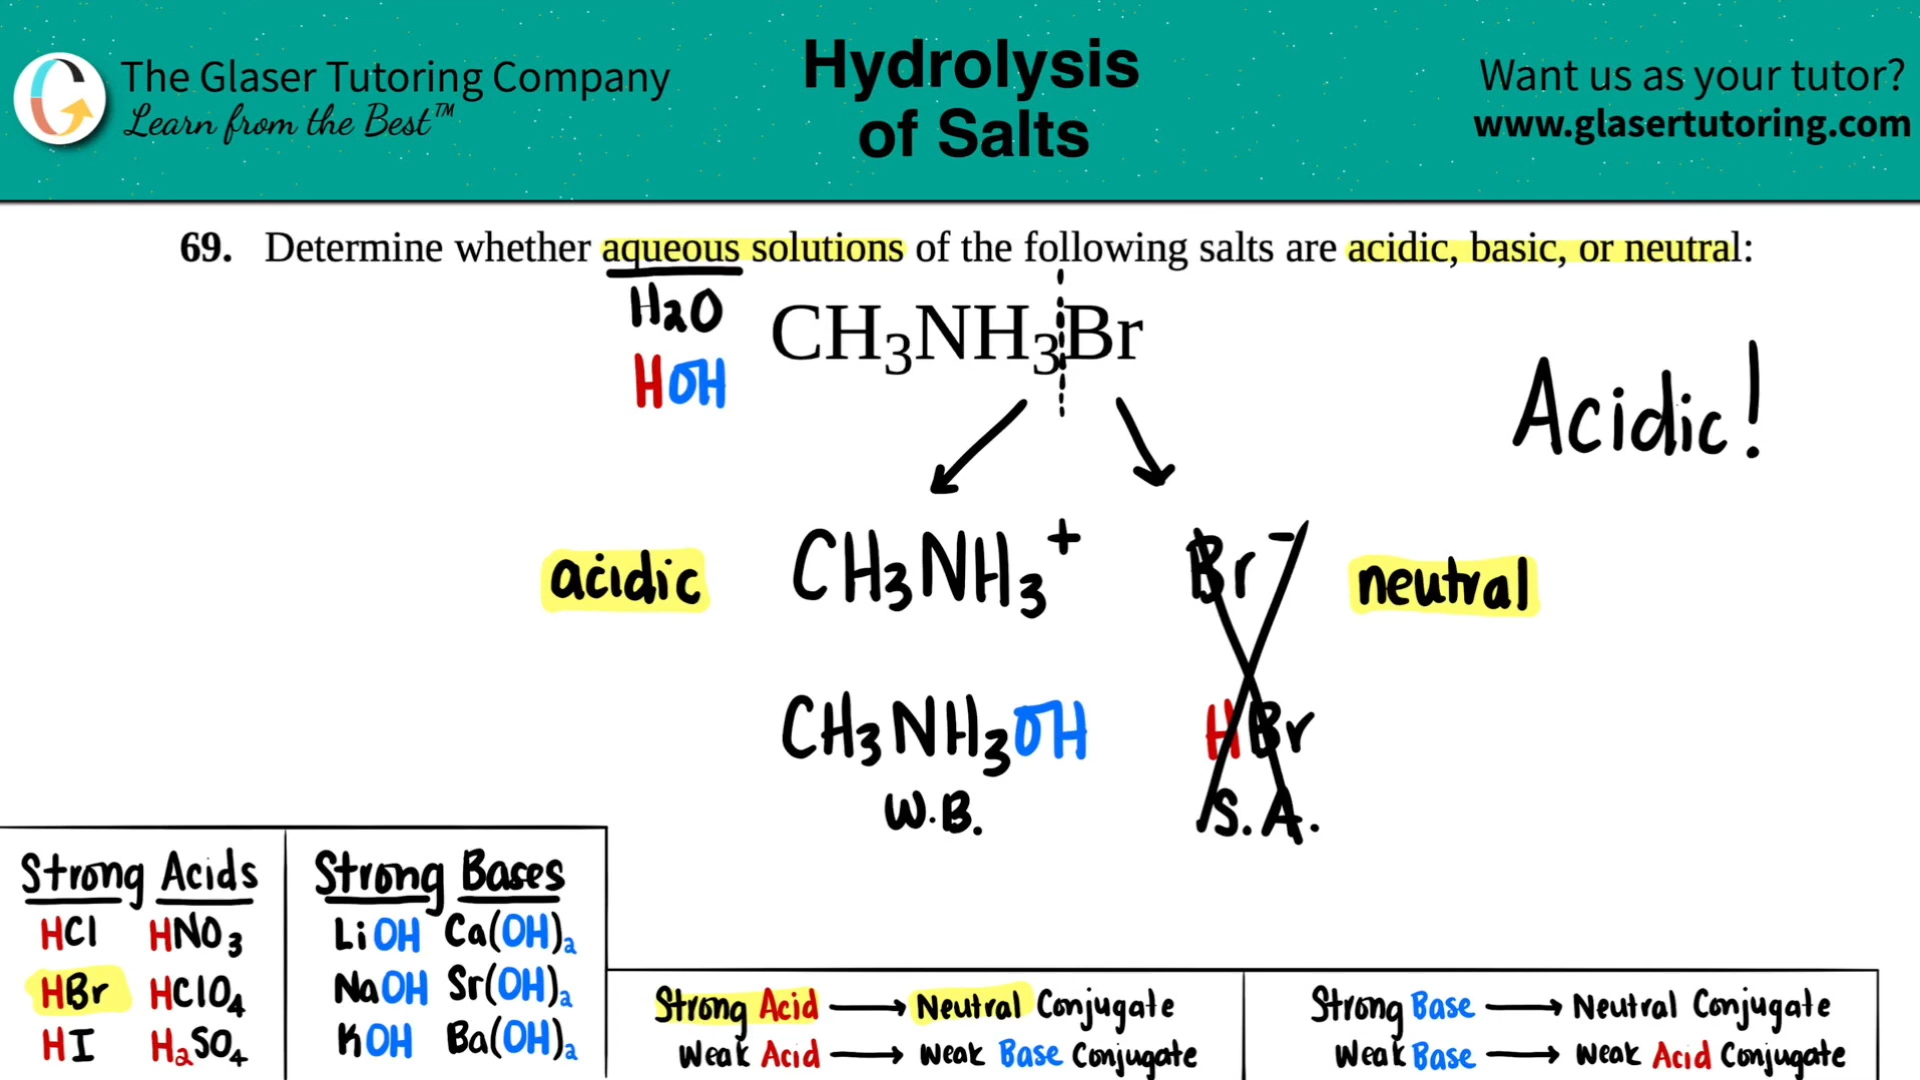 The Glaser Tutoring Company
Learn from the Best™
Hydrolysis
of Salts
Want us as your tutor?
www.glasertutoring.com
69. Determine whether aqueous solutions of the following salts are acidic, basic, or neutral:
H₂O
HOH
CH₃NH₃Br
Acidic!
acidic
CH₃NH₃⁺
Br⁻
neutral
CH₃NH₃OH
HBr
W.B.
S.A.
Strong Acids
HCl HNO₃
HBr HClO₄
HI H₂SO₄
Strong Bases
LiOH Ca(OH)₂
NaOH Sr(OH)₂
KOH Ba(OH)₂
Strong Acid ⟶ Neutral Conjugate
Weak Acid ⟶ Weak Base Conjugate
Strong Base ⟶ Neutral Conjugate
Weak Base ⟶ Weak Acid Conjugate